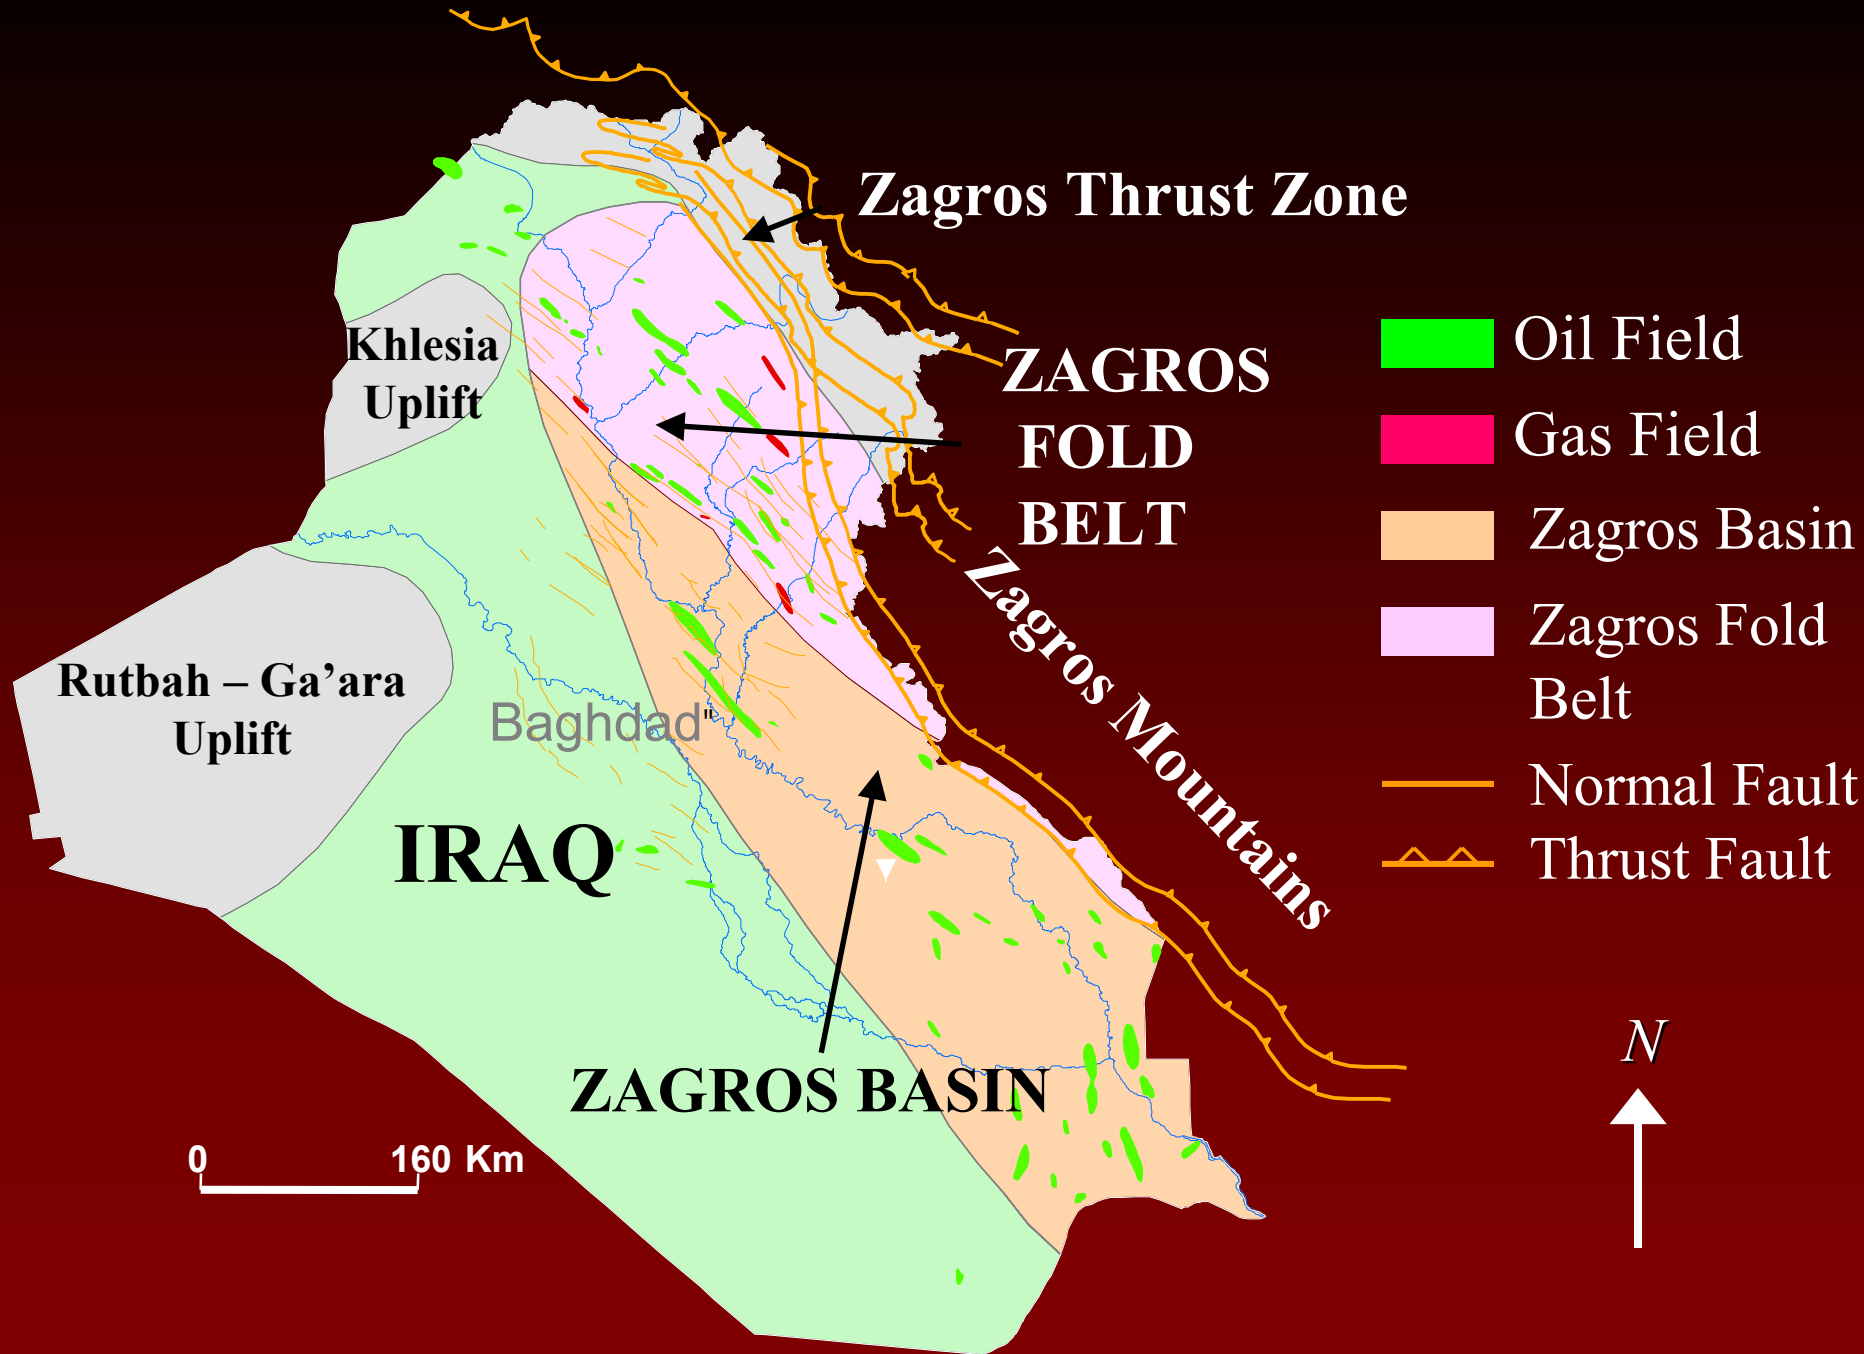 Zagros Thrust Zone
Khlesia
Uplift
ZAGROS
FOLD
BELT
Zagros Mountains
Rutbah – Ga’ara
Uplift
Baghdad"
IRAQ
ZAGROS BASIN
0 160 Km
Oil Field
Gas Field
Zagros Basin
Zagros Fold
Belt
Normal Fault
Thrust Fault
N